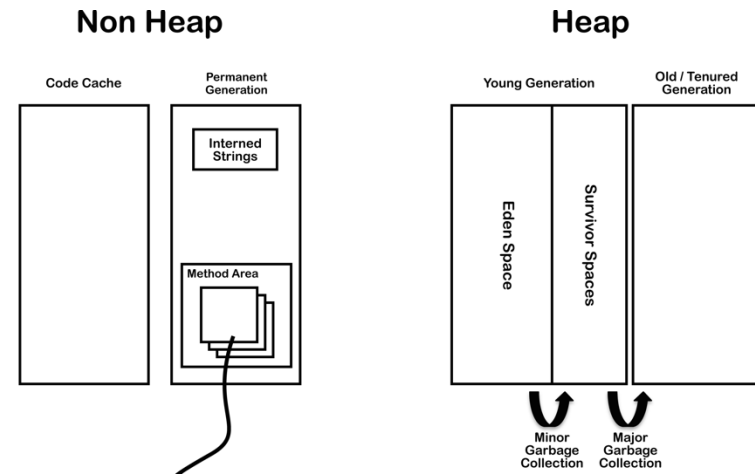 Non Heap
Code Cache
Permanent
Generation
Interned
Strings
Method Area
Heap
Young Generation
Old / Tenured
Generation
Eden Space
Survivor Spaces
Minor
Garbage
Collection
Major
Garbage
Collection